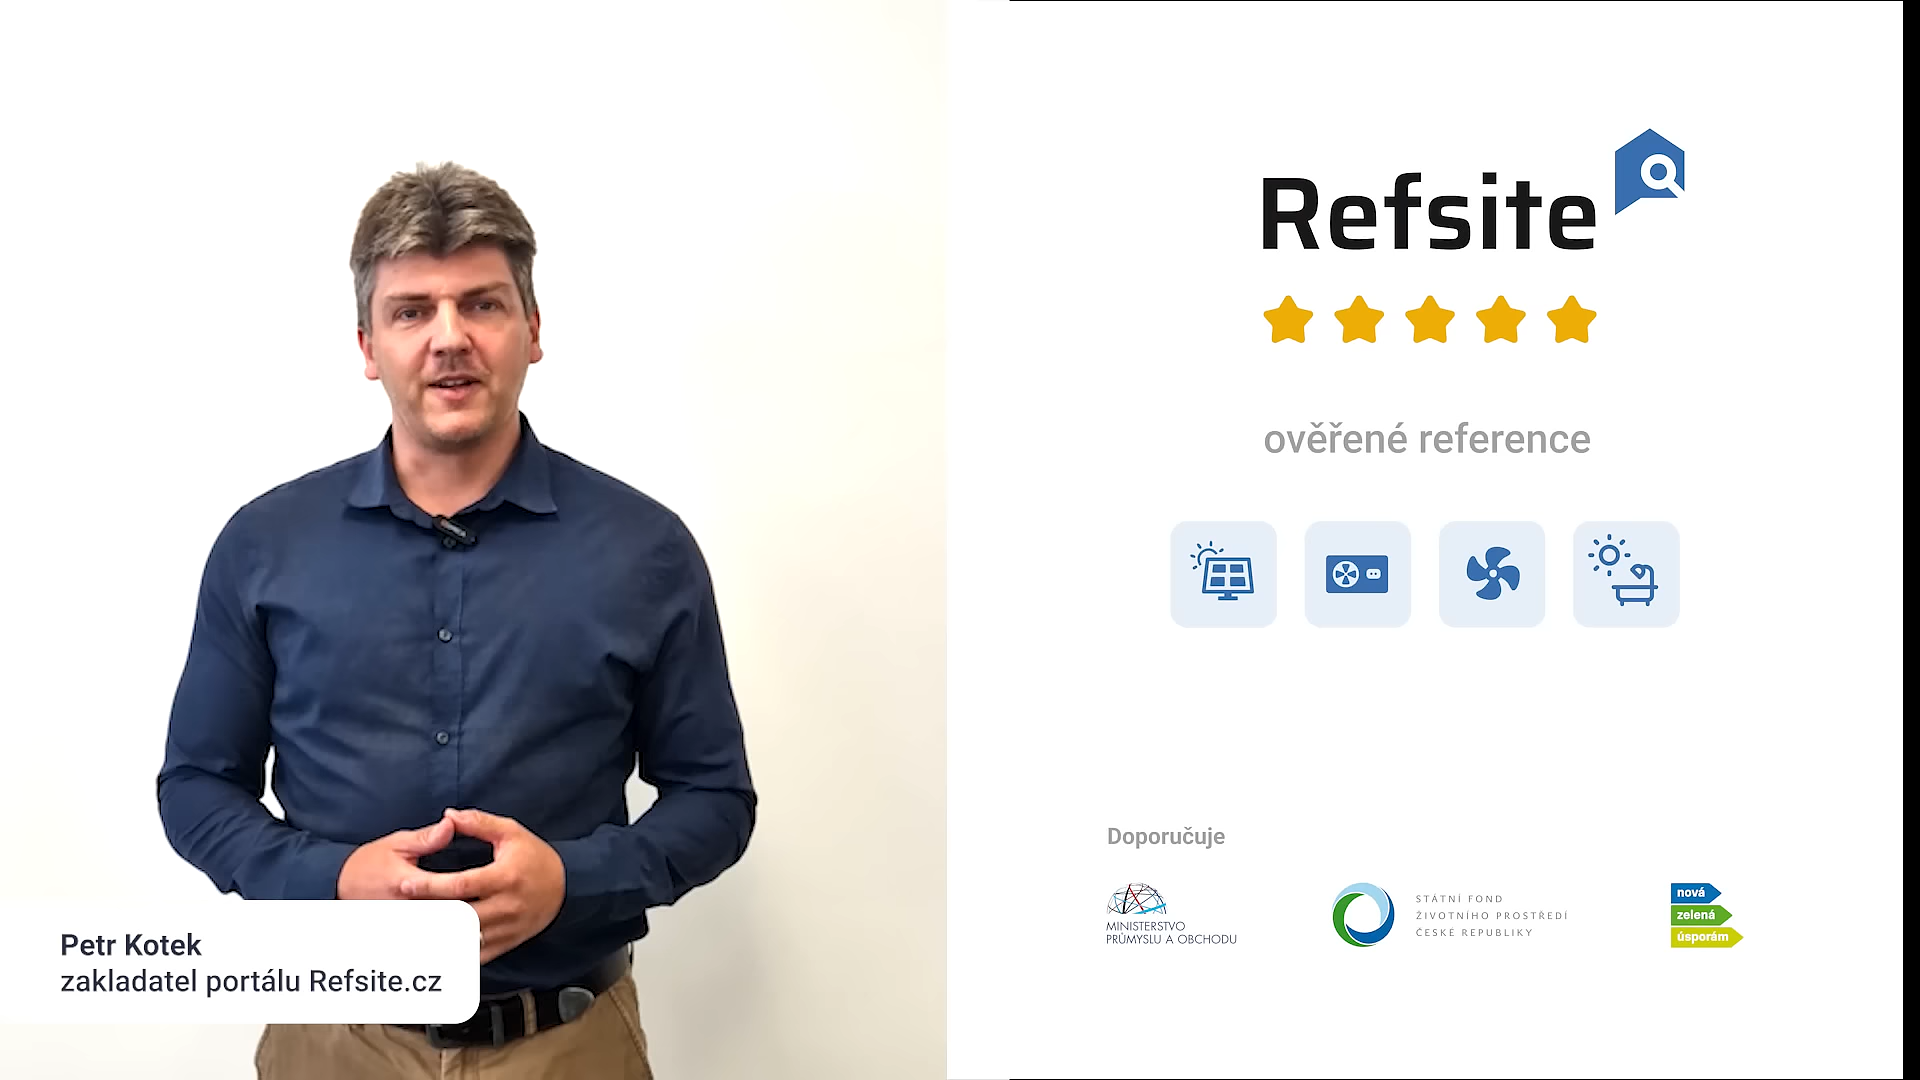 Petr Kotek
zakladatel portálu Refsite.cz
Refsite
ověřené reference
Doporučuje
MINISTERSTVO
PRŮMYSLU A OBCHODU
STÁTNÍ FOND
ŽIVOTNÍHO PROSTŘEDÍ
ČESKÉ REPUBLIKY
nová
zelená
úsporám